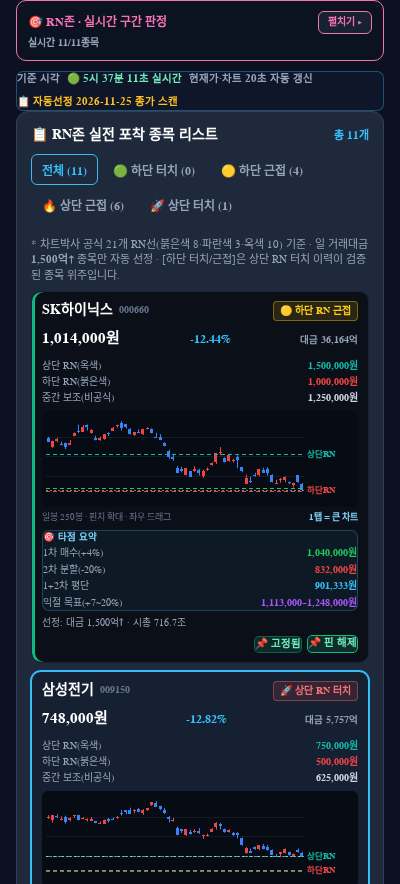 🎯 RN존 · 실시간 구간 판정
펼치기 ▸
실시간 11/11종목
기준 시각 🟢 5시 37분 11초 실시간 현재가·차트 20초 자동 갱신
📋 자동선정 2026-11-25 종가 스캔
📋 RN존 실전 포착 종목 리스트
총 11개
전체 (11) 🟢 하단 터치 (0) 🟡 하단 근접 (4)
🔥 상단 근접 (6) 🚀 상단 터치 (1)
* 차트박사 공식 21개 RN선(붉은색 8·파란색 3·옥색 10) 기준 · 일 거래대금
1,500억↑ 종목만 자동 선정 · [하단 터치/근접]은 상단 RN 터치 이력이 검증
된 종목 위주입니다.
SK하이닉스 000660
🟡 하단 RN 근접
1,014,000원 -12.44% 대금 36,164억
상단 RN(옥색) 1,500,000원
하단 RN(붉은색) 1,000,000원
중간 보조(비공식) 1,250,000원
상단RN
하단RN
일봉 250봉 · 핀치 확대 · 좌우 드래그 1탭 = 큰 차트
🎯 타점 요약
1차 매수(+4%) 1,040,000원
2차 분할(-20%) 832,000원
1+2차 평단 901,333원
익절 목표(+7~20%) 1,113,000~1,248,000원
선정: 대금 1,500억↑ · 시총 716.7조
📌 고정됨 📌 핀 해제
삼성전기 009150
🚀 상단 RN 터치
748,000원 -12.82% 대금 5,757억
상단 RN(옥색) 750,000원
하단 RN(붉은색) 500,000원
중간 보조(비공식) 625,000원
상단RN
하단RN